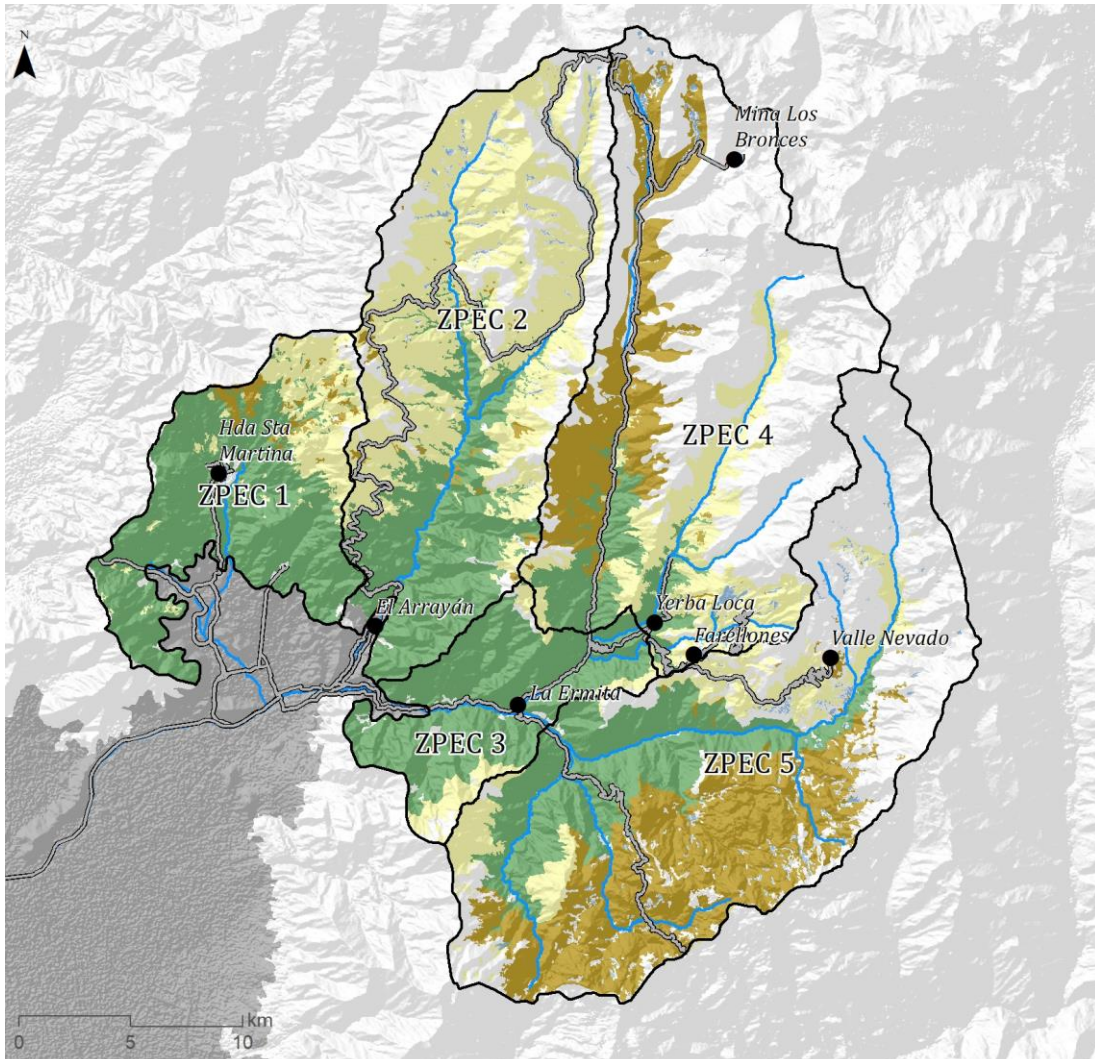 N
Mina Los
Bronces
ZPEC 2
Hda Sta
Martina
ZPEC 1
ZPEC 4
El Arrayán
Yerba Loca
Farellones
Valle Nevado
La Ermita
ZPEC 3
ZPEC 5
km
0 5 10